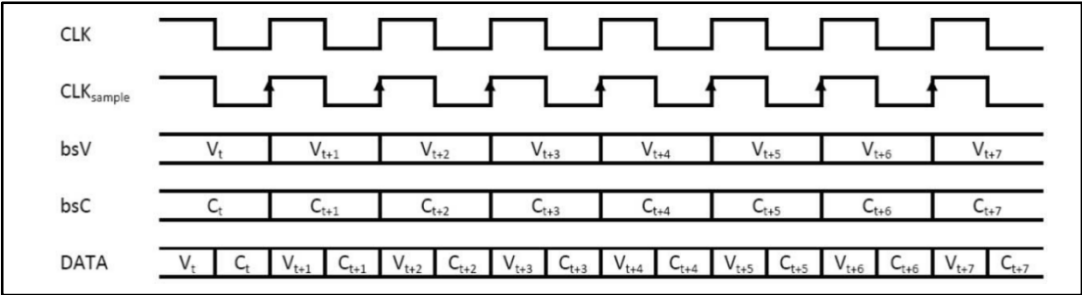 CLK
CLKsample
bsV Vt Vt+1 Vt+2 Vt+3 Vt+4 Vt+5 Vt+6 Vt+7
bsC Ct Ct+1 Ct+2 Ct+3 Ct+4 Ct+5 Ct+6 Ct+7
DATA Vt Ct Vt+1 Ct+1 Vt+2 Ct+2 Vt+3 Ct+3 Vt+4 Ct+4 Vt+5 Ct+5 Vt+6 Ct+6 Vt+7 Ct+7